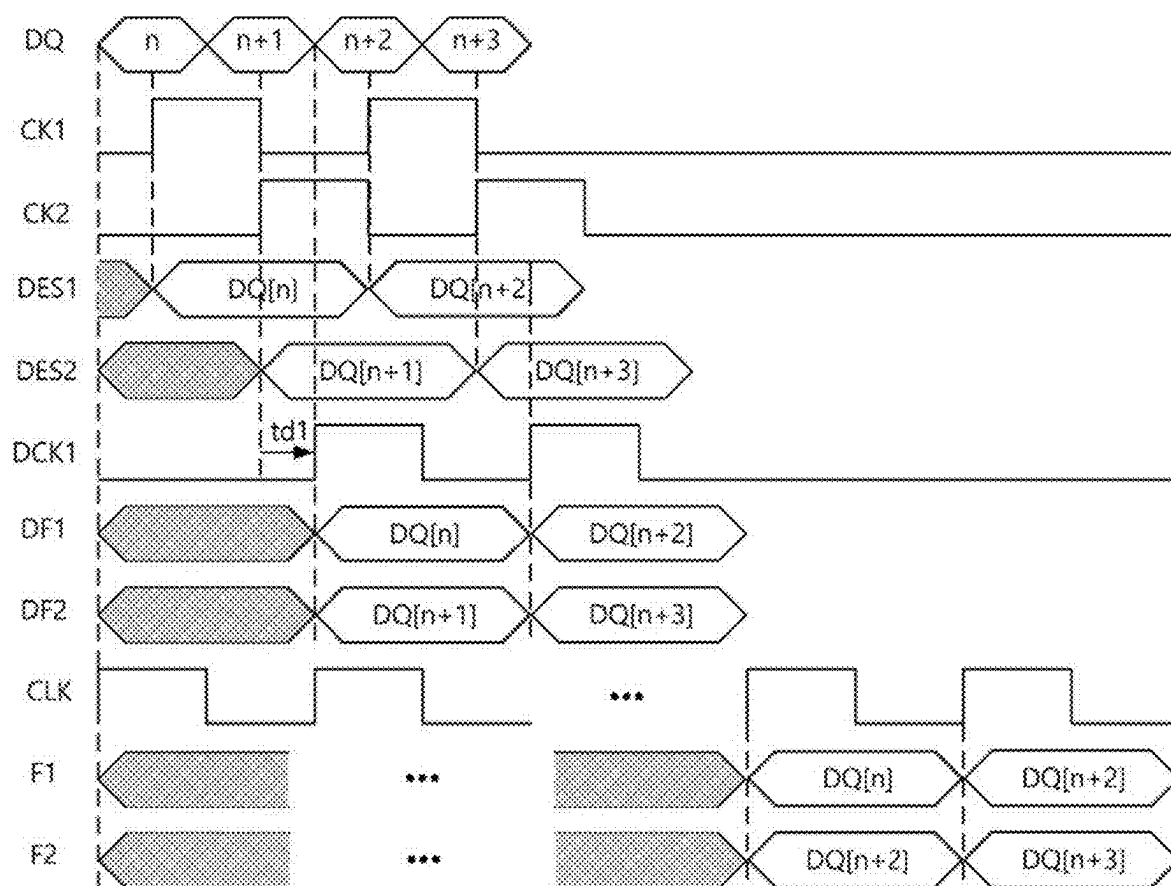 DQ n n+1 n+2 n+3
CK1
CK2
DES1 DQ[n] DQ[n+2
DES2 DQ[n+1] DQ[n+3]
td1
DCK1
DF1 DQ[n] DQ[n+2]
DF2 DQ[n+1] DQ[n+3]
CLK •••
F1 ••• DQ[n] DQ[n+2]
F2 ••• DQ[n+2] DQ[n+3]